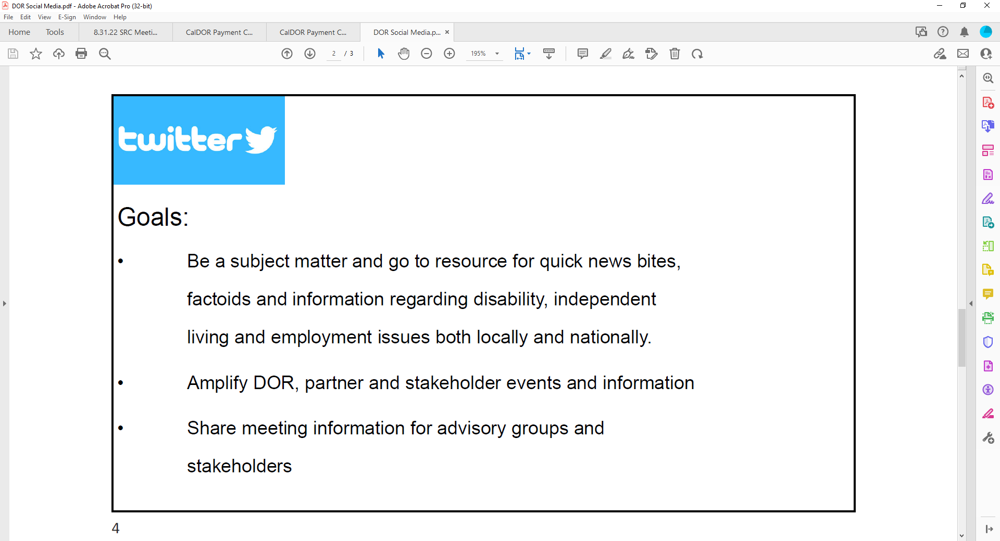 DOR Social Media.pdf - Adobe Acrobat Pro (32-bit)
File Edit View E-Sign Window Help
Home Tools 8.31.22 SRC Meeti... CalDOR Payment C... CalDOR Payment C... DOR Social Media.p... ×
2 / 3 195%
twitter
Goals:
• Be a subject matter and go to resource for quick news bites,
factoids and information regarding disability, independent
living and employment issues both locally and nationally.
• Amplify DOR, partner and stakeholder events and information
• Share meeting information for advisory groups and
stakeholders
4